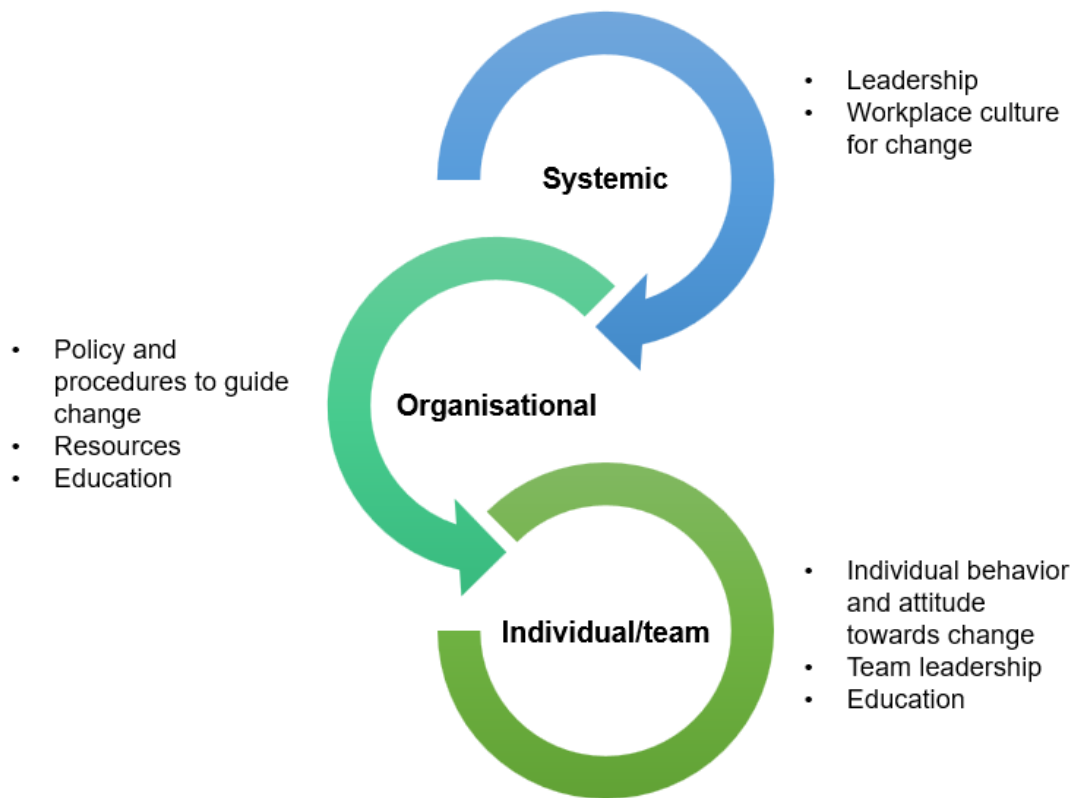 • Leadership
• Workplace culture
for change
Systemic
• Policy and
procedures to guide
change
• Resources
• Education
Organisational
• Individual behavior
and attitude
towards change
• Team leadership
• Education
Individual/team